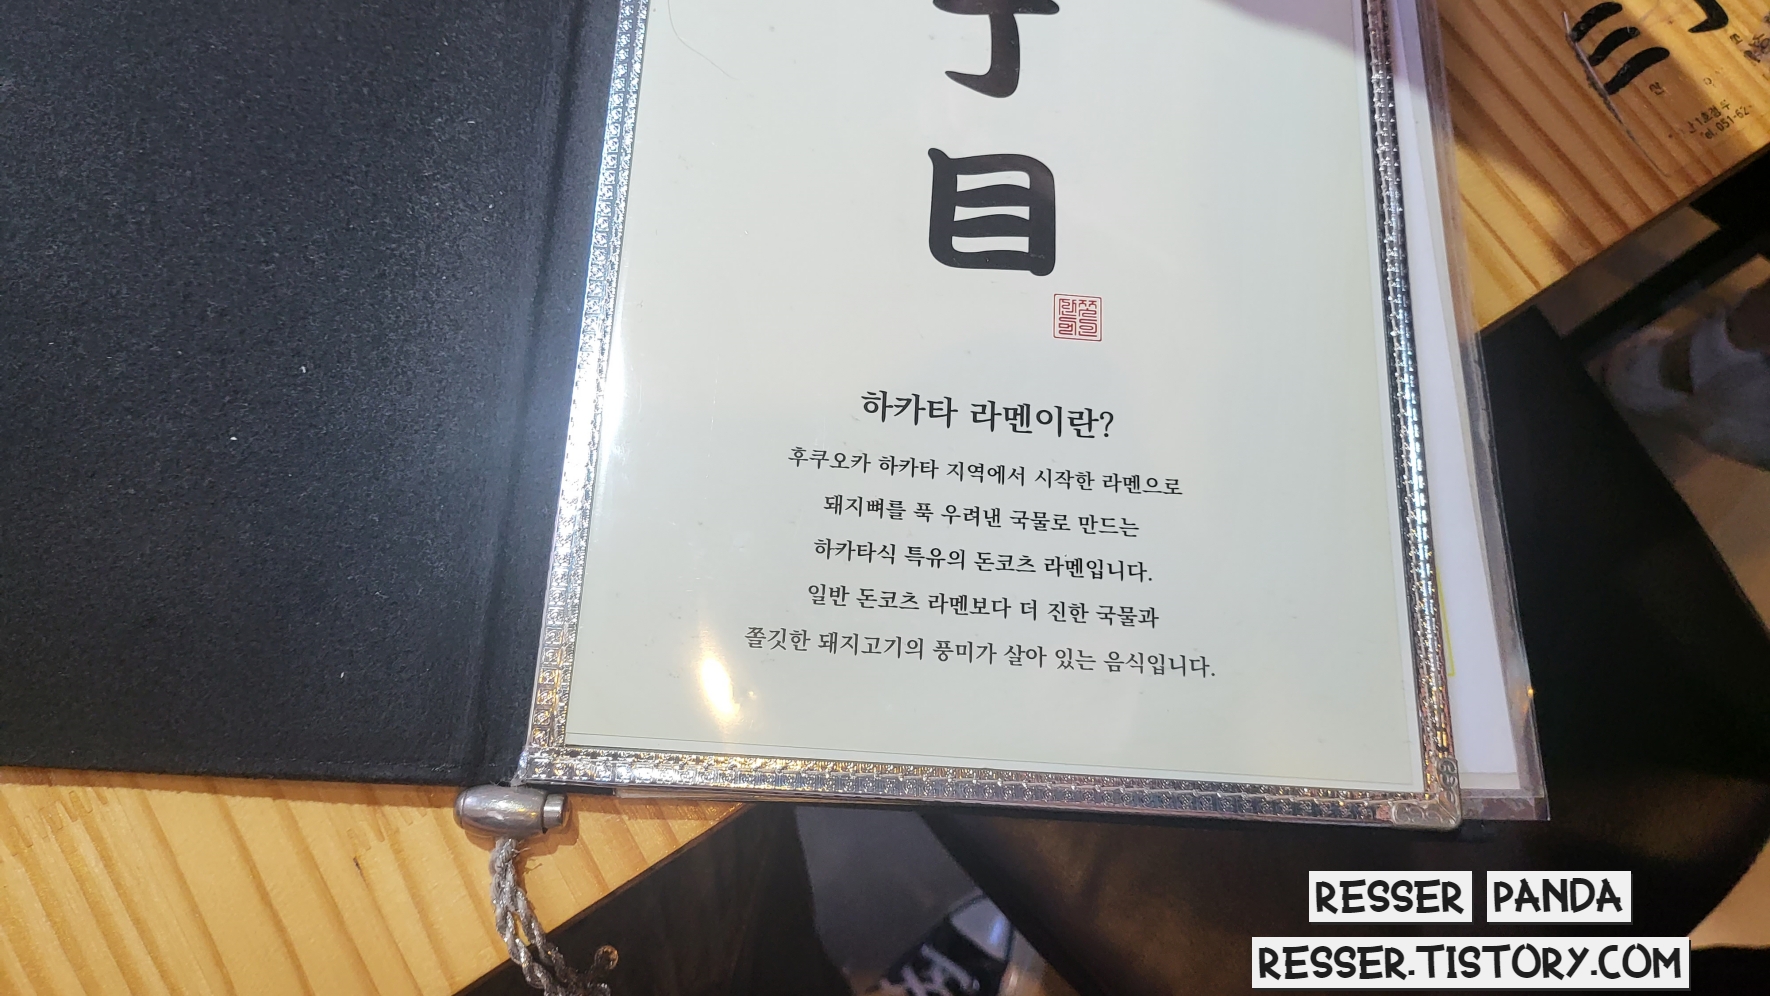 丁
目
하카타 라멘이란?
후쿠오카 하카타 지역에서 시작한 라멘으로
돼지뼈를 푹 우려낸 국물로 만드는
하카타식 특유의 돈코츠 라멘입니다.
일반 돈코츠 라멘보다 더 진한 국물과
쫄깃한 돼지고기의 풍미가 살아 있는 음식입니다.
三
Tel. 051-62
RESSER PANDA
RESSER.TISTORY.COM